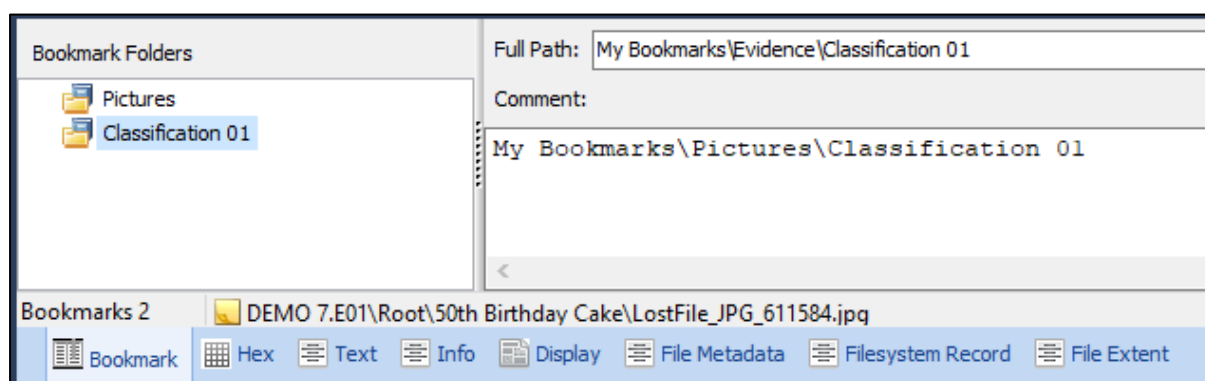 Bookmark Folders
Pictures
Classification 01
Full Path: My Bookmarks\Evidence\Classification 01
Comment:
My Bookmarks\Pictures\Classification 01
Bookmarks 2 DEMO 7.E01\Root\50th Birthday Cake\LostFile_JPG_611584.jpg
Bookmark Hex Text Info Display File Metadata Filesystem Record File Extent